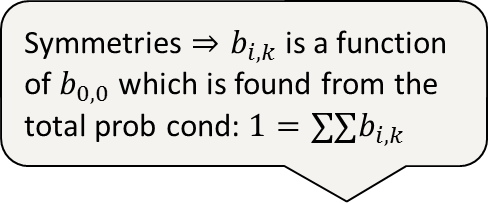 Symmetries ⇒ b_{i,k} is a function
of b_{0,0} which is found from the
total prob cond: 1 = ∑∑b_{i,k}